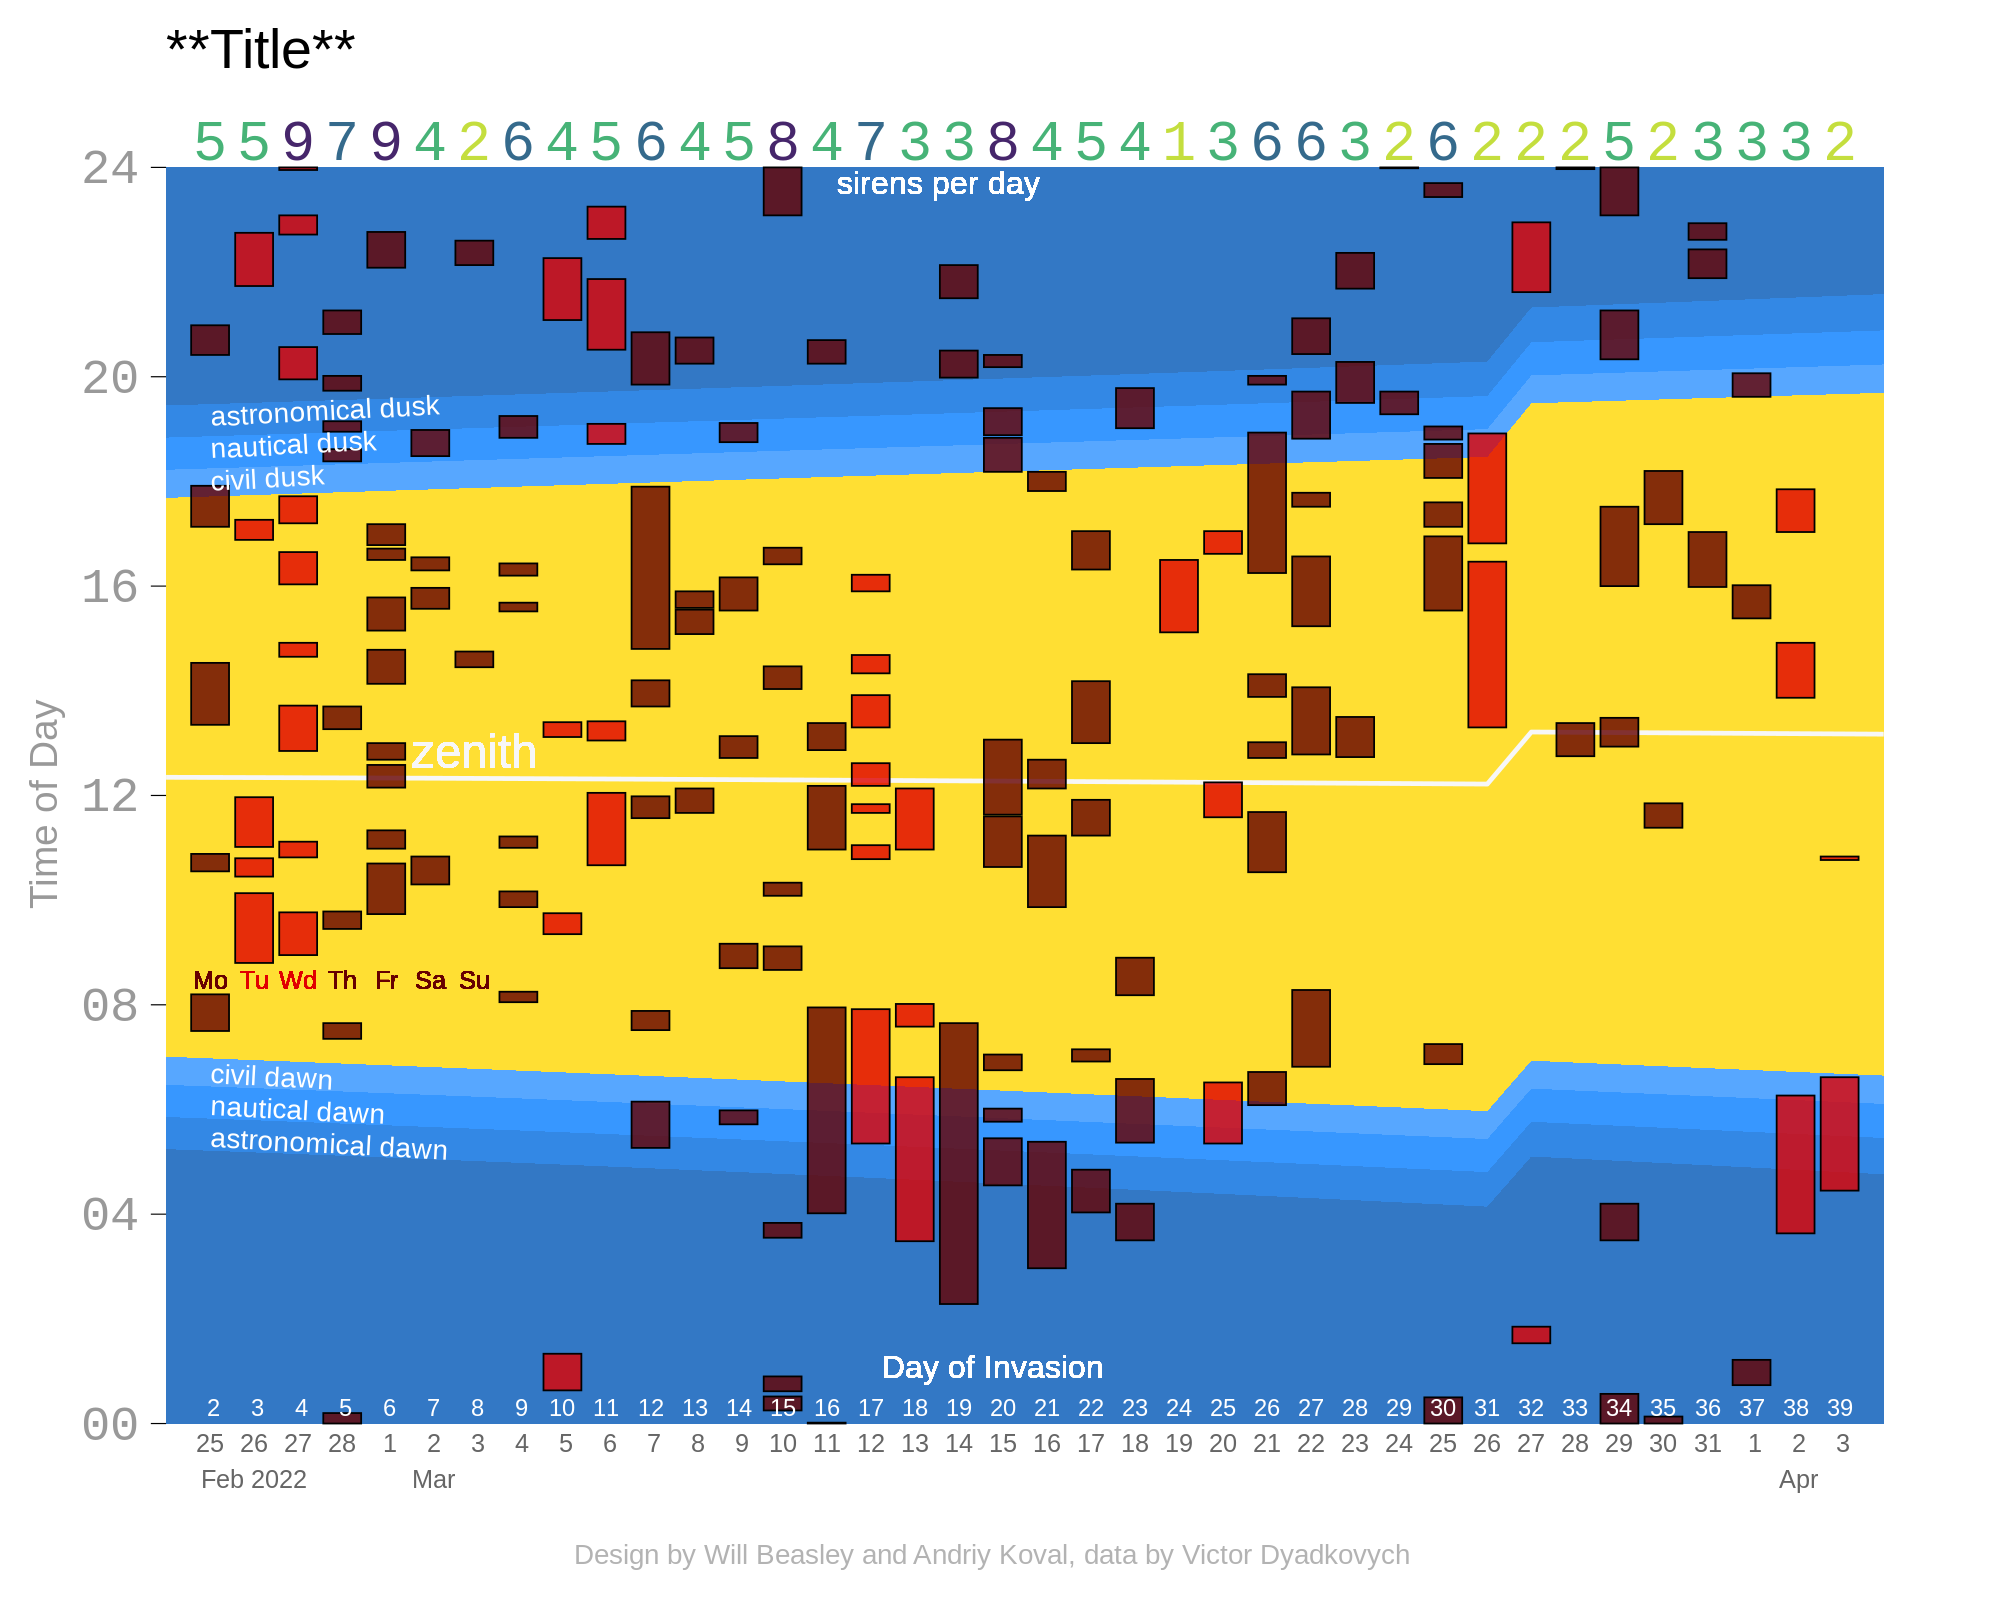 **Title**
5 5 9 7 9 4 2 6 4 5 6 4 5 8 4 7 3 3 8 4 5 4 1 3 6 6 3 2 6 2 2 2 5 2 3 3 3 2
24
sirens per day
20
astronomical dusk
nautical dusk
civil dusk
16
Time of Day
zenith
12
Mo Tu Wd Th Fr Sa Su
08
civil dawn
nautical dawn
astronomical dawn
04
Day of Invasion
2 3 4 5 6 7 8 9 10 11 12 13 14 15 16 17 18 19 20 21 22 23 24 25 26 27 28 29 30 31 32 33 34 35 36 37 38 39
00
25 26 27 28 1 2 3 4 5 6 7 8 9 10 11 12 13 14 15 16 17 18 19 20 21 22 23 24 25 26 27 28 29 30 31 1 2 3
Feb 2022 Mar Apr
Design by Will Beasley and Andriy Koval, data by Victor Dyadkovych